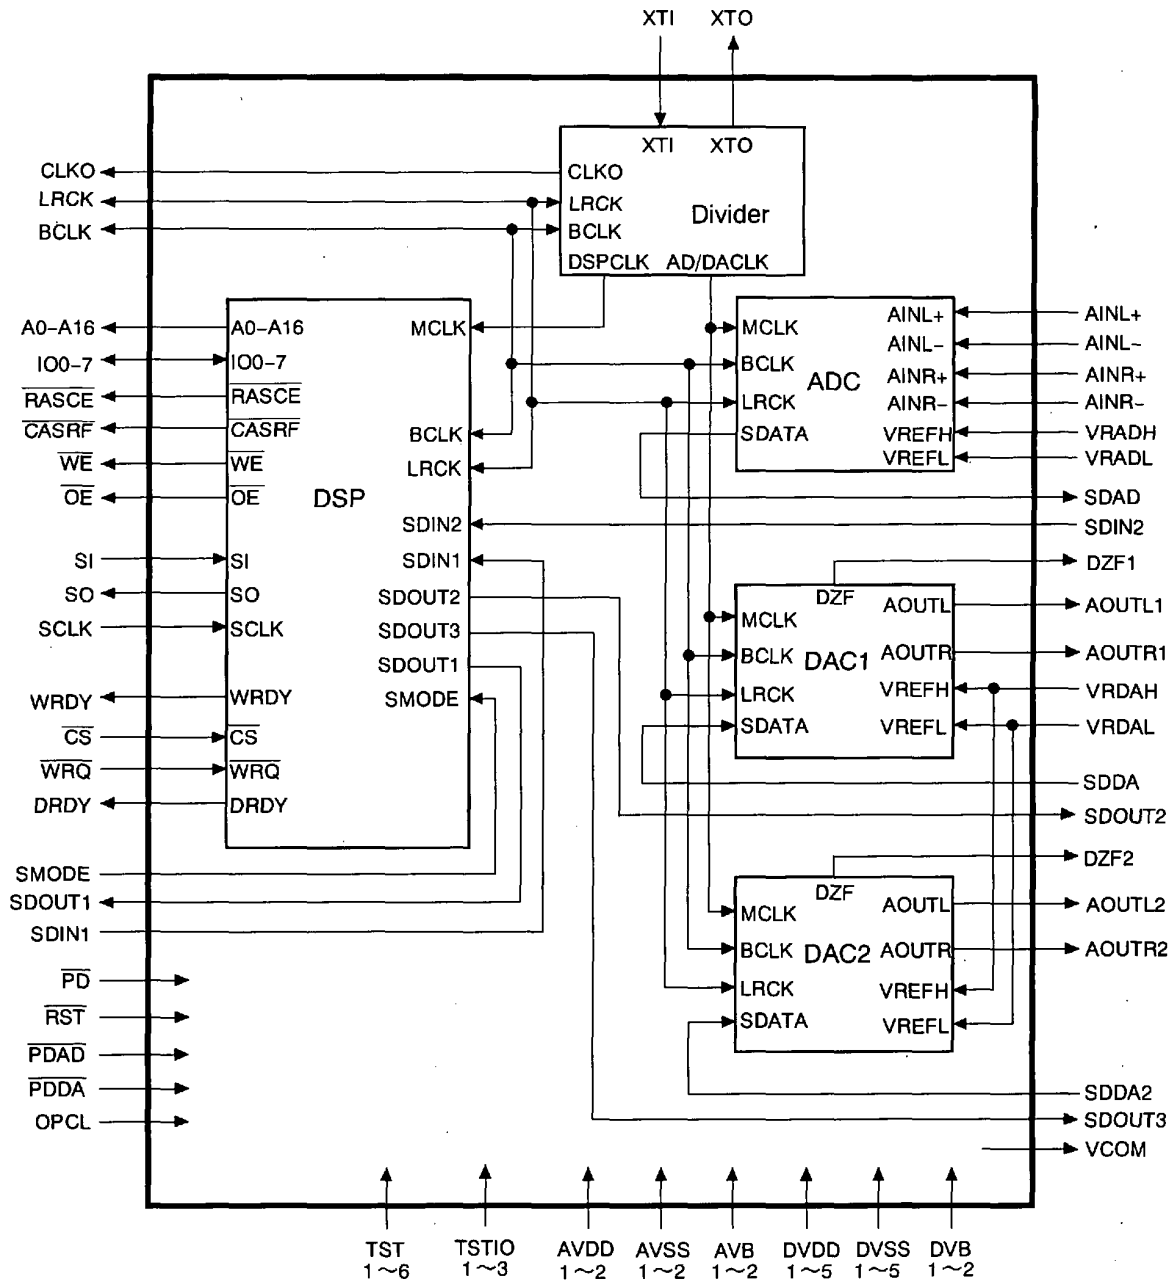 XTI XTO
XTI XTO
CLKO CLKO
LRCK LRCK
Divider
BCLK BCLK
DSPCLK AD/DACLK
A0-A16 A0-A16 MCLK MCLK AINL+ AINL+
IO0-7 IO0-7 BCLK AINL- AINL-
ADC
RASCE RASCE AINR+ AINR+
LRCK AINR- AINR-
CASRF CASRF BCLK SDATA VREFH VRADH
WE WE LRCK VREFL VRADL
OE OE DSP SDAD
SDIN2 SDIN2
SI SI SDIN1 DZF1
SO SO SDOUT2 DZF AOUTL AOUTL1
SCLK SCLK SDOUT3 MCLK
BCLK DAC1 AOUTR AOUTR1
SDOUT1
WRDY WRDY SMODE LRCK VREFH VRDAH
CS CS SDATA VREFL VRDAL
WRQ WRQ SDDA
DRDY DRDY SDOUT2
DZF2
SMODE DZF
SDOUT1 MCLK AOUTL AOUTL2
SDIN1 BCLK DAC2 AOUTR AOUTR2
PD LRCK VREFH
RST SDATA VREFL
PDAD
PDDA SDDA2
OPCL SDOUT3
VCOM
TST TSTIO AVDD AVSS AVB DVDD DVSS DVB
1～6 1～3 1～2 1～2 1～2 1～5 1～5 1～2